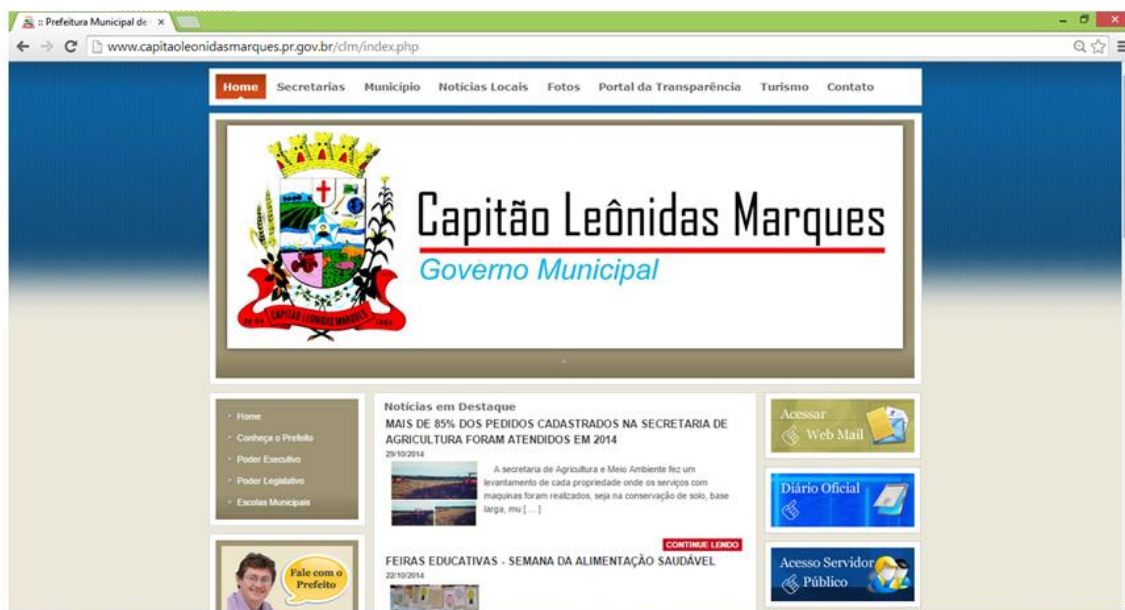 :: Prefeitura Municipal de
www.capitaoleonidasmarques.pr.gov.br/clm/index.php
Home Secretarias Município Notícias Locais Fotos Portal da Transparência Turismo Contato
Capitão Leônidas Marques
Governo Municipal
CAPITÃO LEONIDAS MARQUES
Home
Conheça o Prefeito
Poder Executivo
Poder Legislativo
Escolas Municipais
Fale com o
Prefeito
Notícias em Destaque
MAIS DE 85% DOS PEDIDOS CADASTRADOS NA SECRETARIA DE
AGRICULTURA FORAM ATENDIDOS EM 2014
29/10/2014
A secretaria de Agricultura e Meio Ambiente fez um
levantamento de cada propriedade onde os serviços com
maquinas foram realizados, seja na conservação de solo, base
larga, mu [ ... ]
CONTINUE LENDO
FEIRAS EDUCATIVAS - SEMANA DA ALIMENTAÇÃO SAUDÁVEL
22/10/2014
Acessar
Web Mail
Diário Oficial
Acesso Servidor
Público